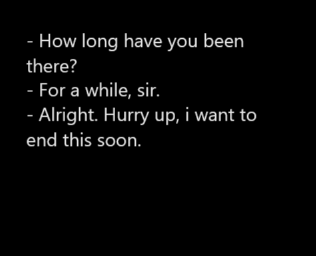 - How long have you been
there?
- For a while, sir.
- Alright. Hurry up, i want to
end this soon.